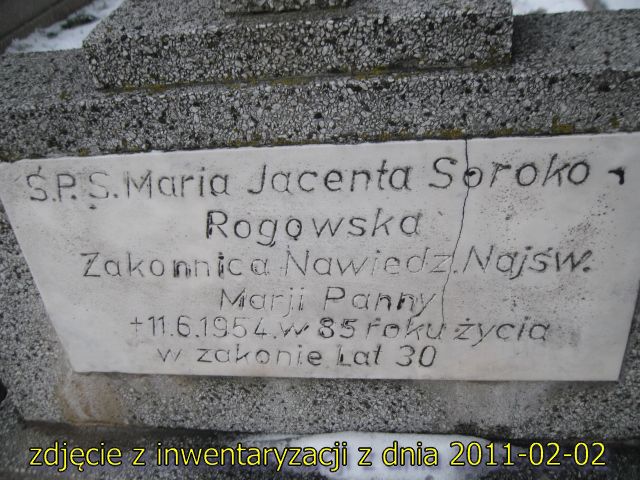 Ś.P. S. Maria Jacenta Soroko-
Rogowska
Zakonnica Nawiedz. Najśw.
Marji Panny
+11.6.1954. w 85 roku życia
w zakonie Lat 30
zdjęcie z inwentaryzacji z dnia 2011-02-02